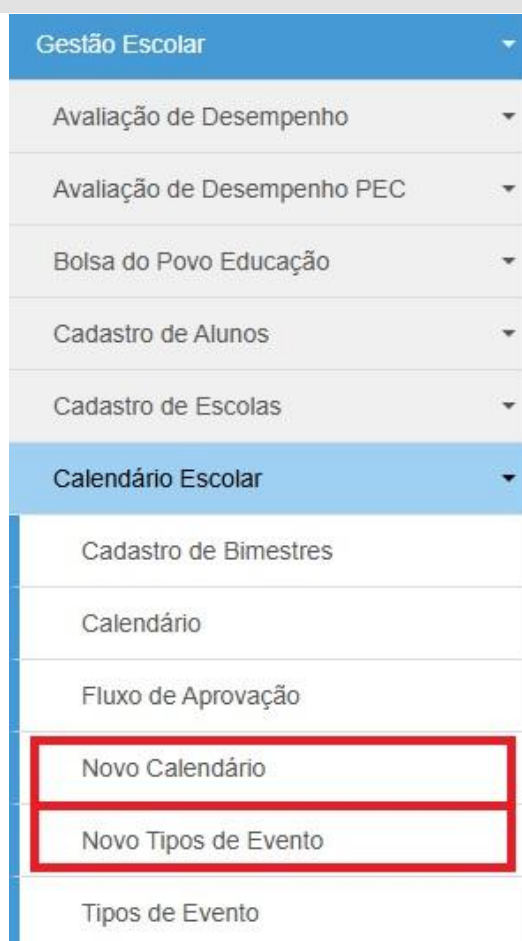 Gestão Escolar
Avaliação de Desempenho
Avaliação de Desempenho PEC
Bolsa do Povo Educação
Cadastro de Alunos
Cadastro de Escolas
Calendário Escolar
Cadastro de Bimestres
Calendário
Fluxo de Aprovação
Novo Calendário
Novo Tipos de Evento
Tipos de Evento